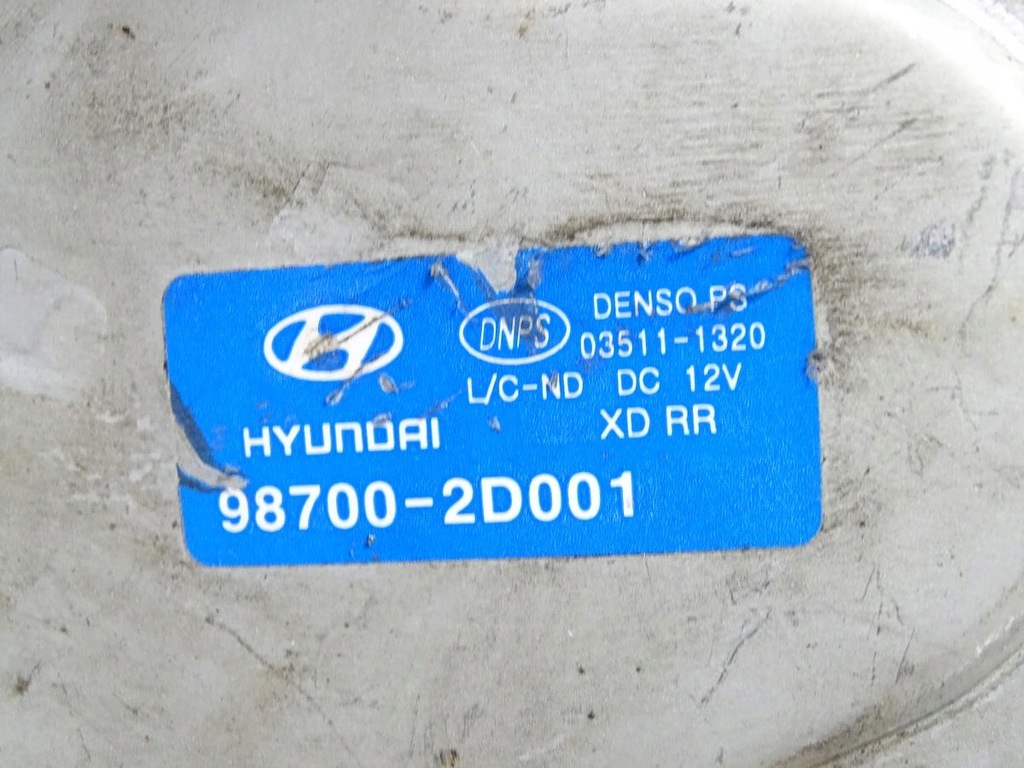 HYUNDAI
DNPS
DENSO PS
03511-1320
L/C-ND DC 12V
XD RR
98700-2D001